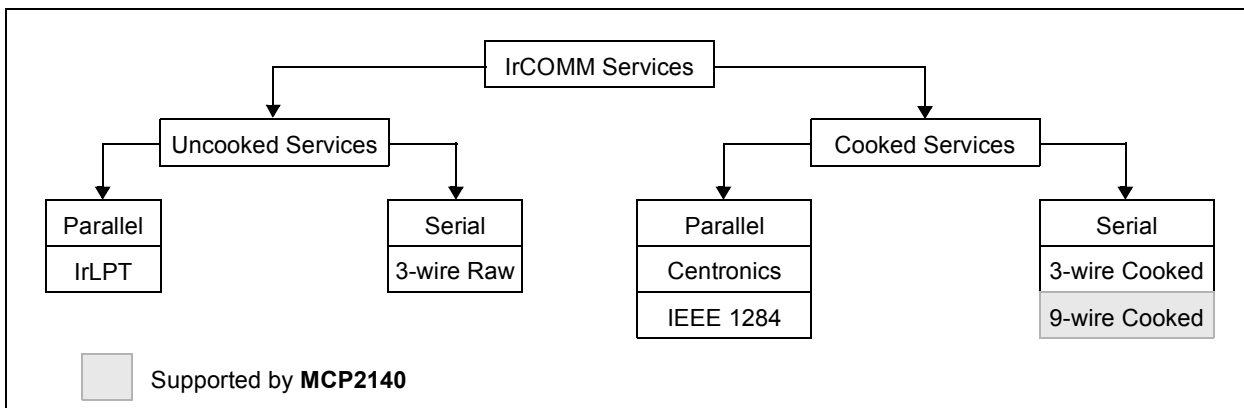 IrCOMM Services
Uncooked Services
Cooked Services
Parallel
IrLPT
Serial
3-wire Raw
Parallel
Centronics
IEEE 1284
Serial
3-wire Cooked
9-wire Cooked
Supported by MCP2140